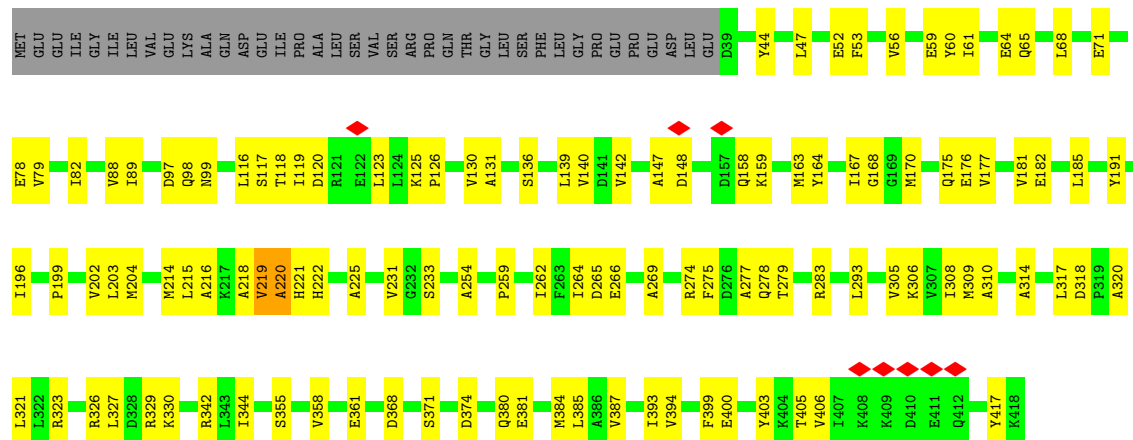 MET GLU GLU ILE GLY ILE LEU VAL GLU LYS ALA GLN ASP GLU ILE PRO ALA LEU SER VAL SER ARG PRO GLN THR GLY LEU SER PHE LEU GLY PRO GLU PRO GLU ASP LEU GLU D39 Y44 L47 E52 F53 V56 E59 Y60 I61 E64 Q65 L68 E71
E78 V79 I82 V88 I89 D97 Q98 N99 L116 S117 T118 I119 D120 R121 E122 L123 L124 K125 P126 V130 A131 S136 L139 V140 D141 V142 A147 D148 D157 Q158 K159 M163 Y164 I167 G168 G169 M170 Q175 E176 V177 V181 E182 L185 Y191
I196 P199 V202 L203 M204 M214 L215 A216 K217 A218 V219 A220 H221 H222 A225 V231 G232 S233 A254 P259 I262 F263 I264 D265 E266 A269 R274 F275 D276 A277 Q278 T279 R283 L293 V305 K306 V307 I308 M309 A310 A314 L317 D318 P319 A320
L321 L322 R323 R326 L327 D328 R329 K330 R342 L343 I344 S355 V358 E361 D368 S371 D374 Q380 E381 M384 L385 A386 V387 I393 V394 F399 E400 Y403 K404 T405 V406 I407 K408 K409 D410 E411 Q412 Y417 K418